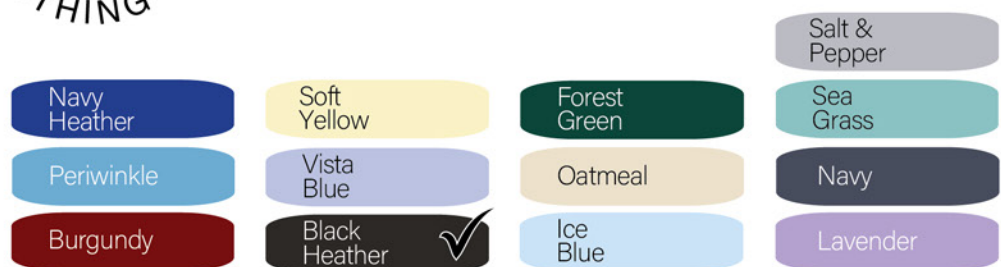 THING
Salt &
Pepper
Navy
Heather
Soft
Yellow
Forest
Green
Sea
Grass
Periwinkle
Vista
Blue
Oatmeal
Navy
Burgundy
Black
Heather
Ice
Blue
Lavender